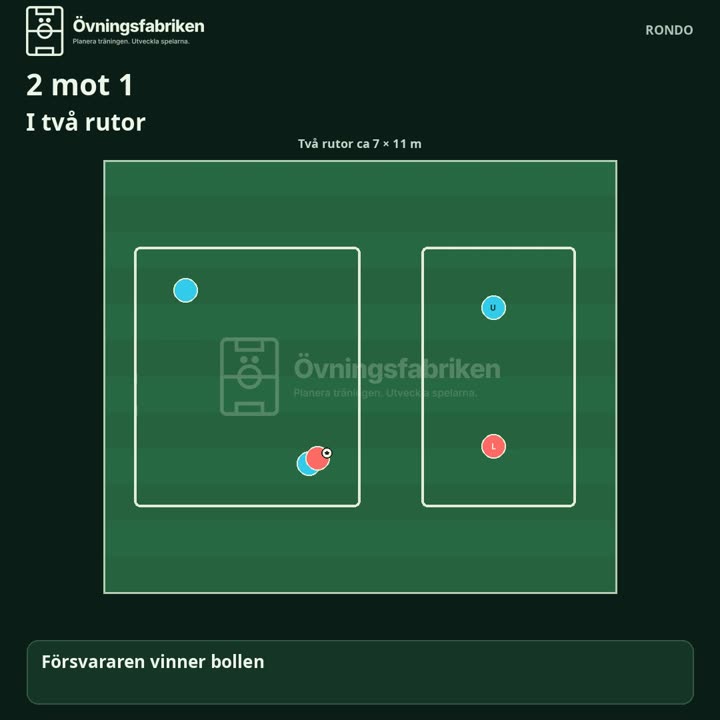 Övningsfabriken
Planera träningen. Utveckla spelarna.
RONDO
2 mot 1
I två rutor
Två rutor ca 7 × 11 m
U
Övningsfabriken
Planera träningen. Utveckla spelarna.
L
Försvararen vinner bollen